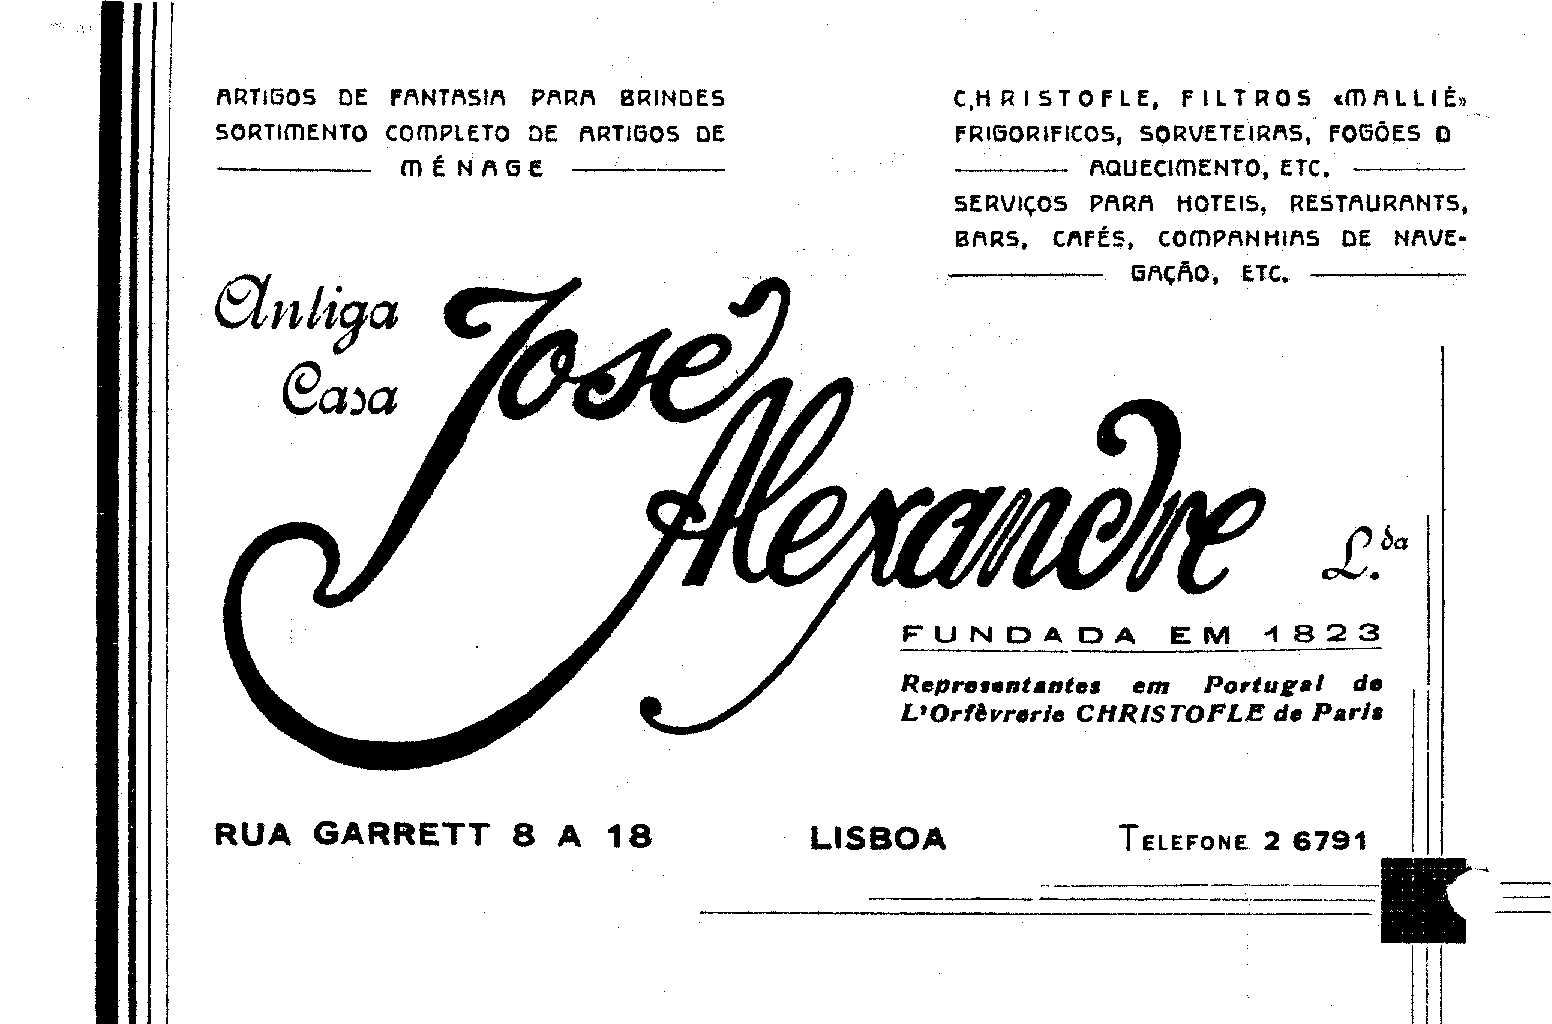 ARTIGOS DE FANTASIA PARA BRINDES
SORTIMENTO COMPLETO DE ARTIGOS DE
MÉNAGE
C,HRISTOFLE, FILTROS «MALLIÉ»
FRIGORIFICOS, SORVETEIRAS, FOGÕES D
AQUECIMENTO, ETC.
SERVIÇOS PARA HOTEIS, RESTAURANTS,
BARS, CAFÉS, COMPANHIAS DE NAVE-
GAÇÃO, ETC.
Antiga
Casa
José
Alexandre
L.da
FUNDADA EM 1823
Representantes em Portugal de
L'Orfèvrerie CHRISTOFLE de Paris
RUA GARRETT 8 A 18 LISBOA TELEFONE 2 6791